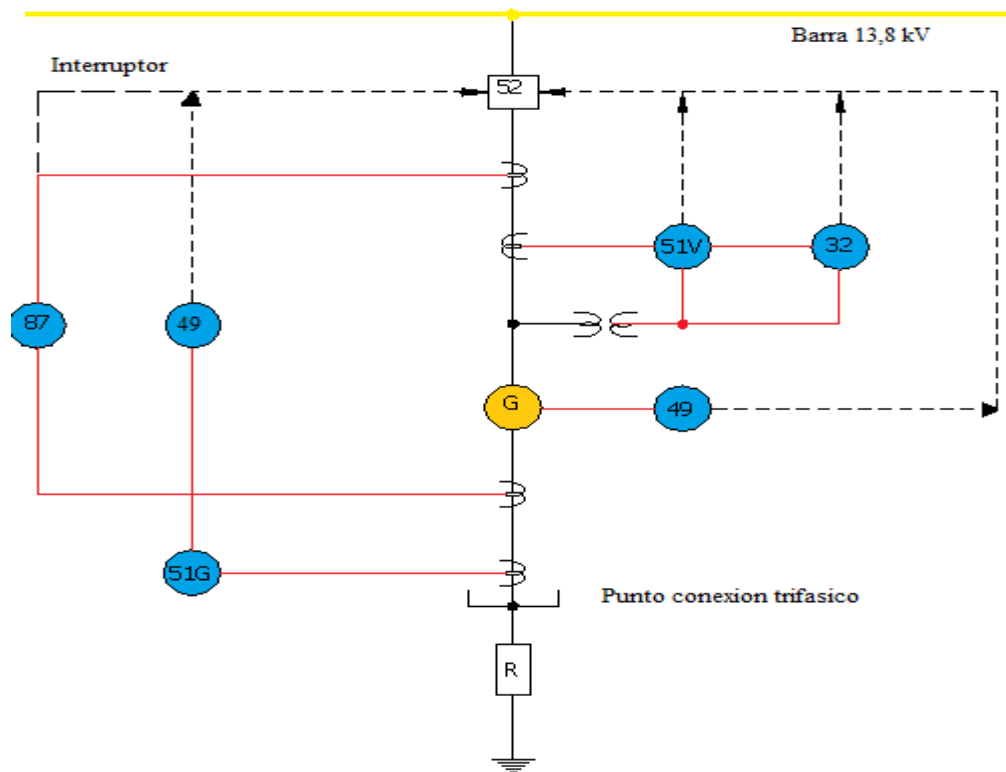 Barra 13,8 kV
Interruptor
52
51V
32
87
49
G
49
51G
Punto conexion trifasico
R